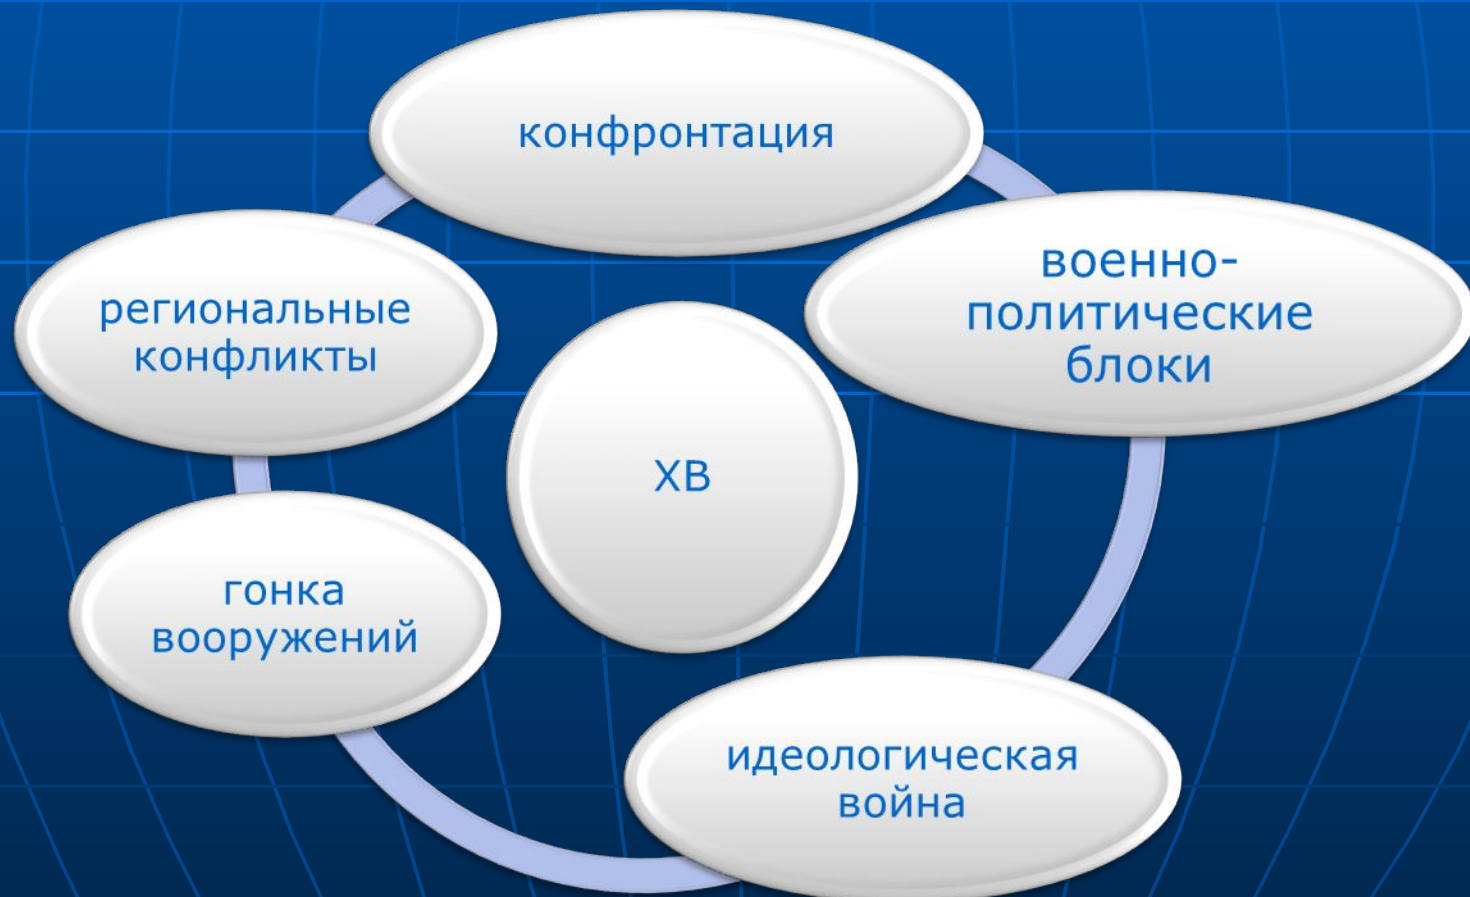 конфронтация
военно-
политические
блоки
региональные
конфликты
ХВ
гонка
вооружений
идеологическая
война